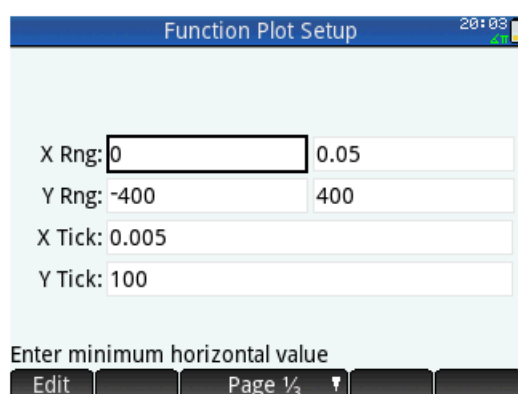 Function Plot Setup 20:03
∡π
X Rng: 0 0.05
Y Rng: -400 400
X Tick: 0.005
Y Tick: 100
Enter minimum horizontal value
Edit Page ⅓ ▼